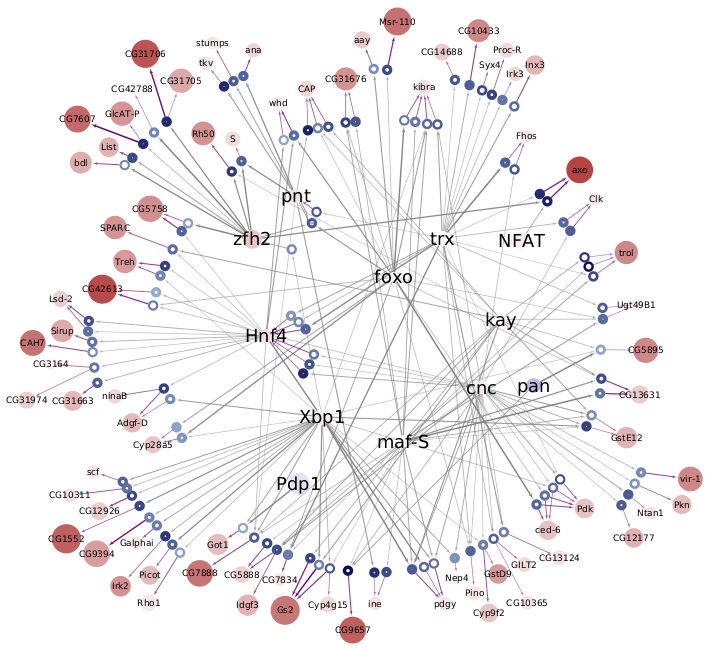 Msr-110
aay
CG10433
stumps
ana
CG14688
Proc-R
CG31706
tkv
Syx4
Inx3
Irk3
CG31705
CG31676
CG42788
CAP
kibra
whd
GlcAT-P
CG7607
Rh50
S
Fhos
List
bdl
axo
pnt
Clk
CG5758
SPARC
zfh2
trx
NFAT
trol
Treh
foxo
CG42613
Lsd-2
Ugt49B1
kay
Sirup
Hnf4
CAH7
CG5895
CG3164
cnc
pan
CG31974
CG31663
ninaB
CG13631
Xbp1
Adgf-D
maf-S
GstE12
Cyp28a5
scf
vir-1
Pdp1
CG10311
Pkn
CG12926
Pdk
Ntan1
CG1552
Galphai
ced-6
CG12177
CG9394
Got1
CG13124
CG7888
CG5888
GILT2
Picot
CG7834
Nep4
GstD9
Irk2
Rho1
Idgf3
Gs2
Cyp4g15
ine
pdgy
Pino
CG10365
Cyp9f2
CG9657